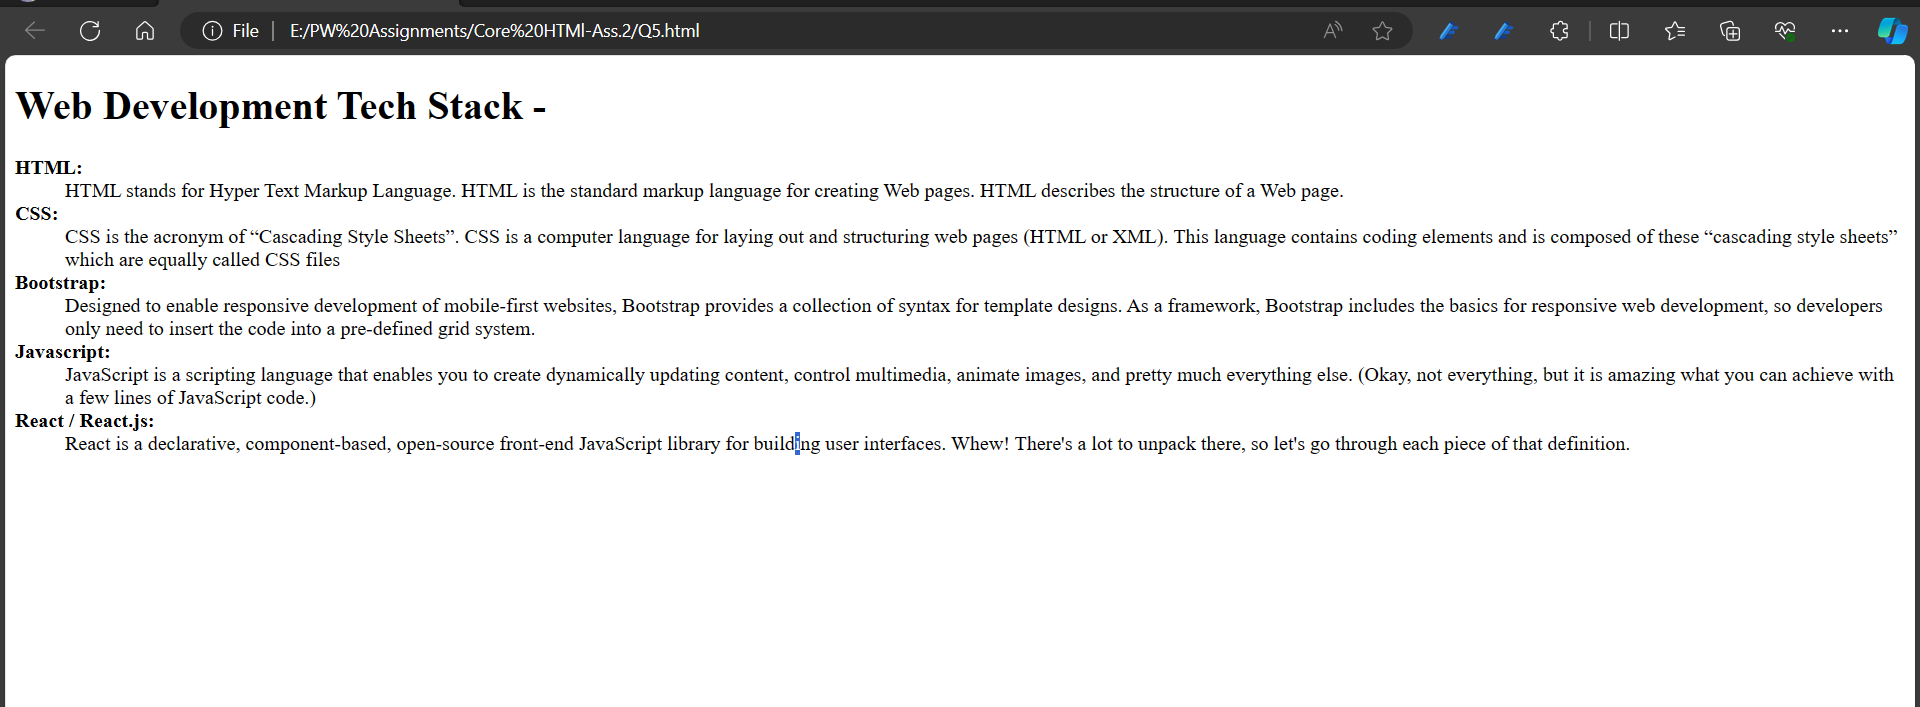 File
E:/PW%20Assignments/Core%20HTMl-Ass.2/Q5.html
Web Development Tech Stack -
HTML:
HTML stands for Hyper Text Markup Language. HTML is the standard markup language for creating Web pages. HTML describes the structure of a Web page.
CSS:
CSS is the acronym of “Cascading Style Sheets”. CSS is a computer language for laying out and structuring web pages (HTML or XML). This language contains coding elements and is composed of these “cascading style sheets”
which are equally called CSS files
Bootstrap:
Designed to enable responsive development of mobile-first websites, Bootstrap provides a collection of syntax for template designs. As a framework, Bootstrap includes the basics for responsive web development, so developers
only need to insert the code into a pre-defined grid system.
Javascript:
JavaScript is a scripting language that enables you to create dynamically updating content, control multimedia, animate images, and pretty much everything else. (Okay, not everything, but it is amazing what you can achieve with
a few lines of JavaScript code.)
React / React.js:
React is a declarative, component-based, open-source front-end JavaScript library for building user interfaces. Whew! There's a lot to unpack there, so let's go through each piece of that definition.